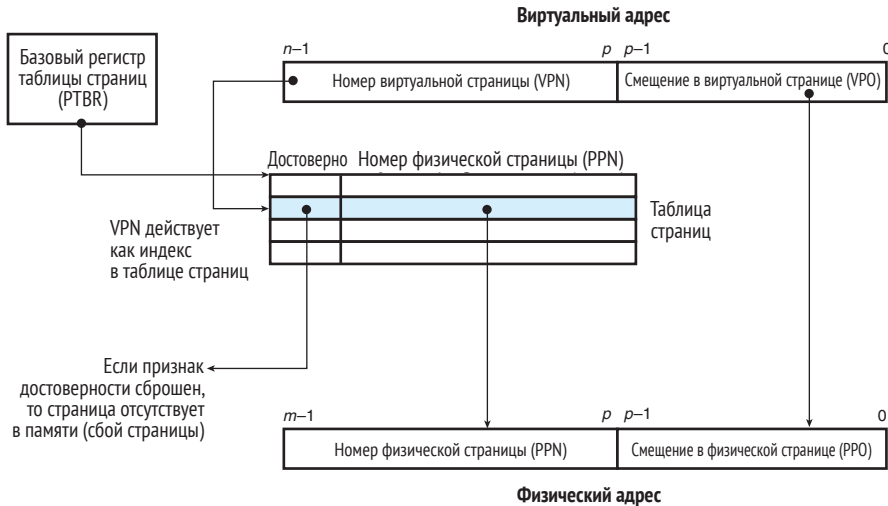 Виртуальный адрес
Базовый регистр
таблицы страниц
(PTBR)
n–1
p
p–1
0
Номер виртуальной страницы (VPN)
Смещение в виртуальной странице (VPO)
Достоверно
Номер физической страницы (PPN)
VPN действует
как индекс
в таблице страниц
Таблица
страниц
Если признак
достоверности сброшен,
то страница отсутствует
в памяти (сбой страницы)
m–1
p
p–1
0
Номер физической страницы (PPN)
Смещение в физической странице (PPO)
Физический адрес